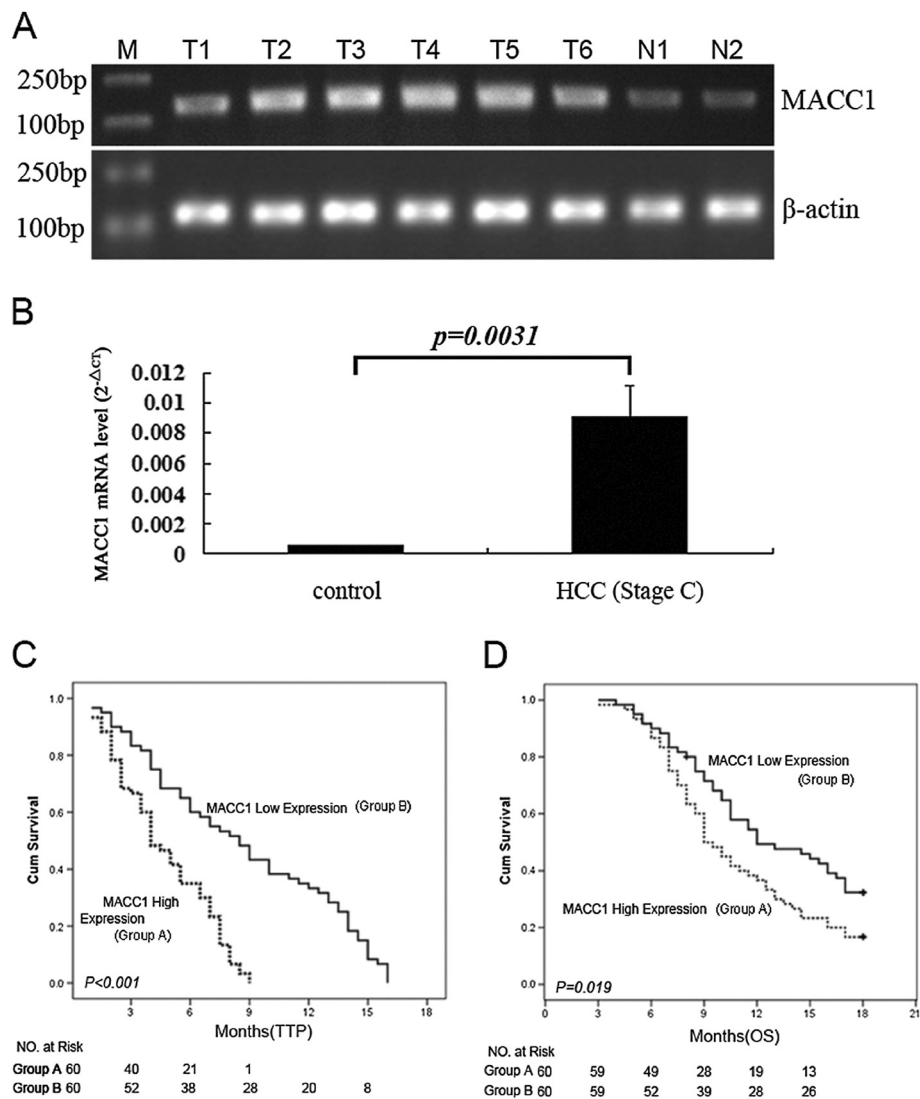 A
M T1 T2 T3 T4 T5 T6 N1 N2
250bp
100bp
MACC1
250bp
100bp
β-actin
B
p=0.0031
MACC1 mRNA level (2-△CT)
0.012
0.01
0.008
0.006
0.004
0.002
0
control HCC (Stage C)
C
Cum Survival
1.0
0.8
0.6
0.4
0.2
0.0
MACC1 Low Expression (Group B)
MACC1 High
Expression
(Group A)
P<0.001
3 6 9 12 15 18
Months(TTP)
NO. at Risk
Group A 60 40 21 1
Group B 60 52 38 28 20 8
D
Cum Survival
1.0
0.8
0.6
0.4
0.2
0.0
MACC1 Low Expression
(Group B)
MACC1 High Expression (Group A)
P=0.019
0 3 6 9 12 15 18 21
Months(OS)
NO. at Risk
Group A 60 59 49 28 19 13
Group B 60 59 52 39 28 26